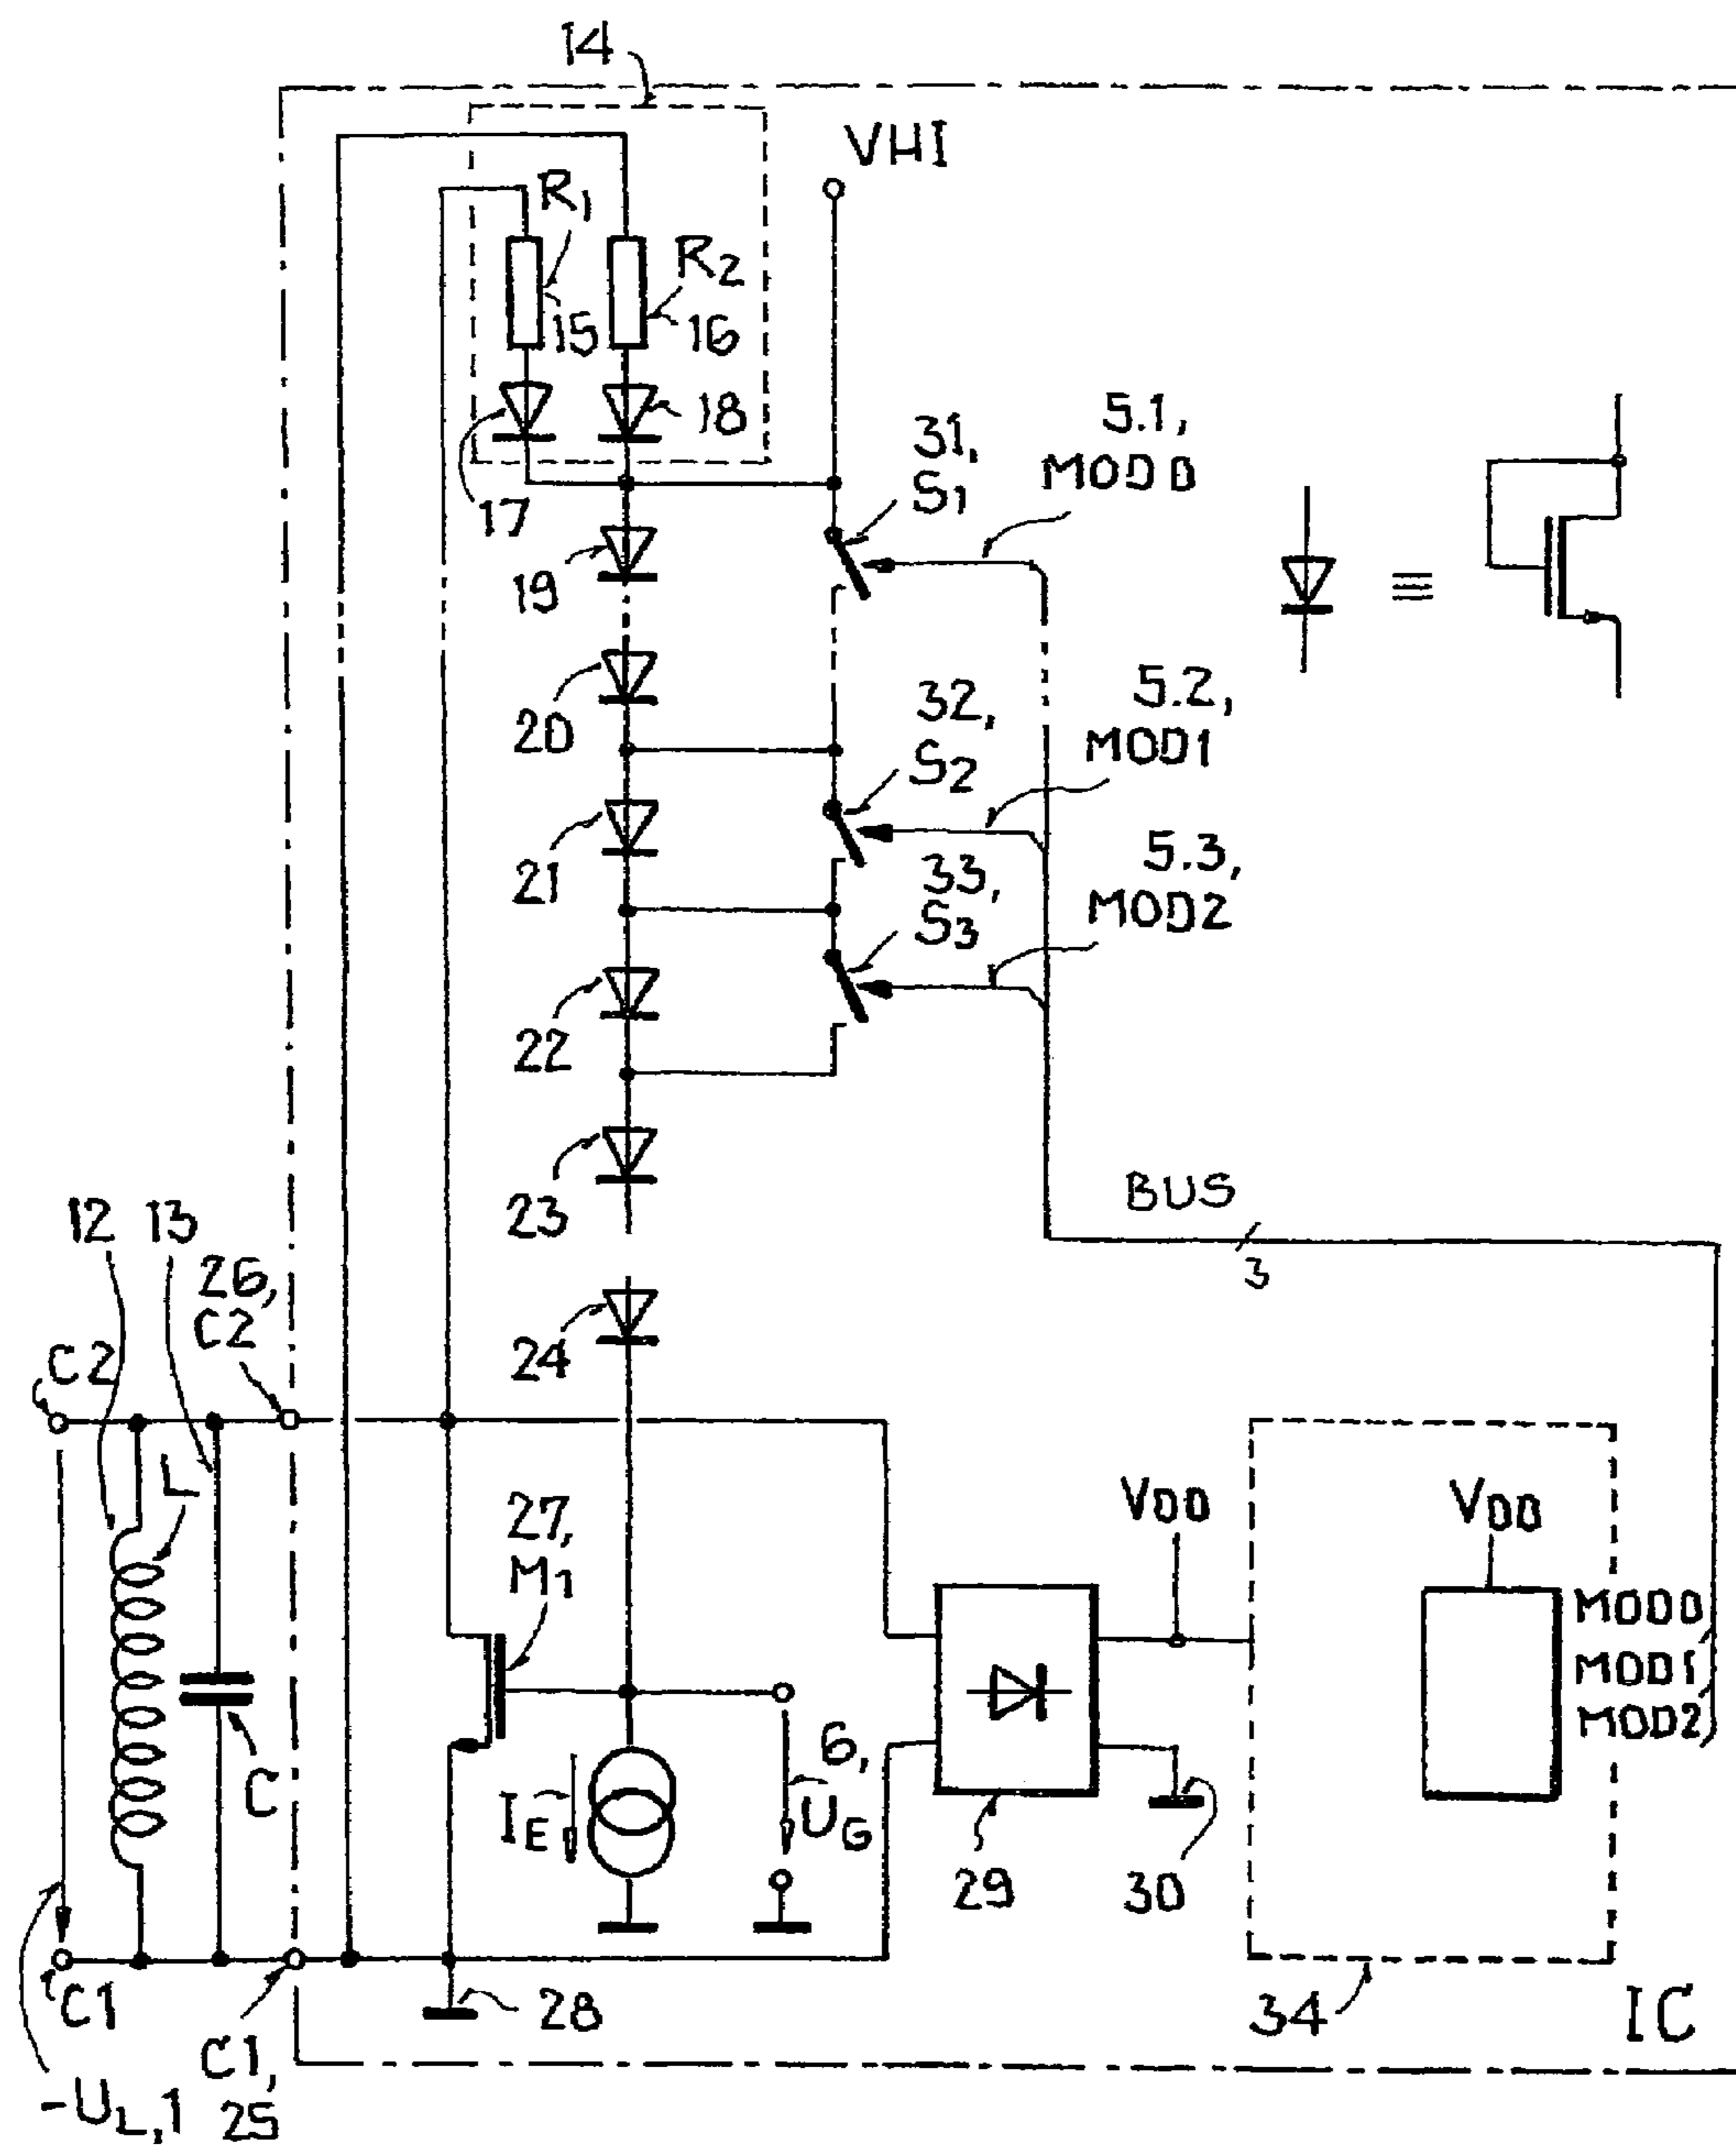 14
VHI
R1
R2
15
16
18
17
31,
S1
5.1,
MOD0
19
≡
20
32,
S2
5.2,
MOD1
21
33,
S3
5.3,
MOD2
22
23
BUS
3
12
13
26,
C2
C2
24
L
27,
M1
VDD
VDD
MOD0
MOD1
MOD2
C
IE
6,
UG
29
30
C1
28
34
IC
C1,
25
-UL,1